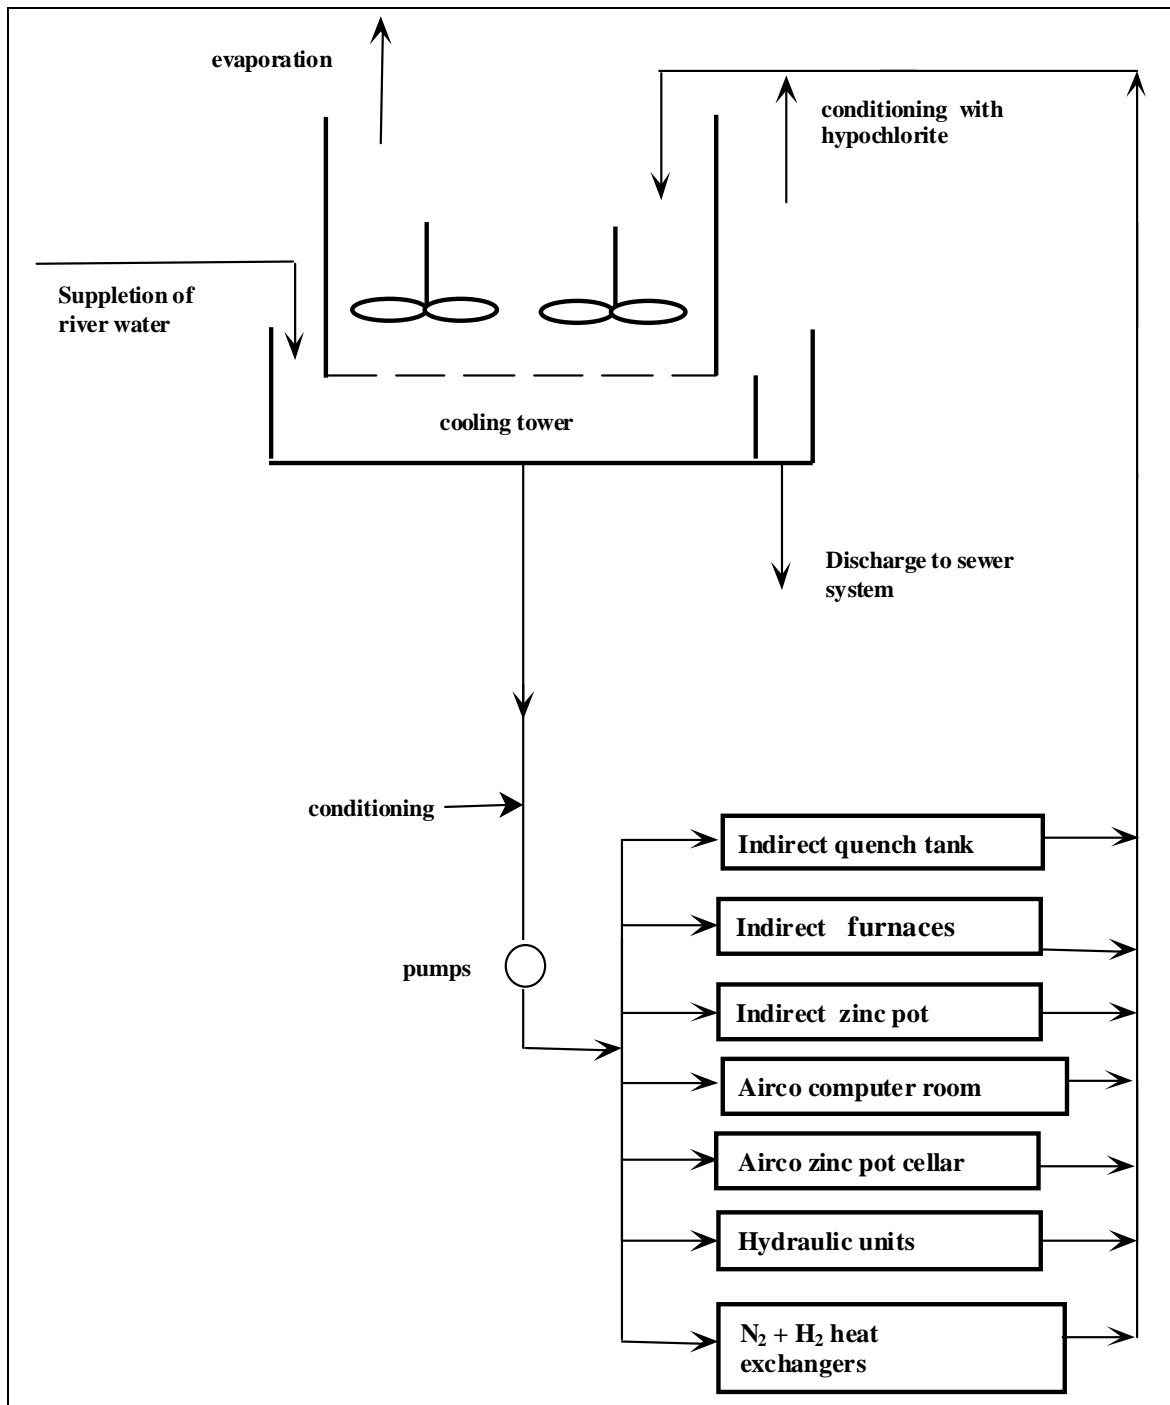 evaporation
conditioning with
hypochlorite
Suppletion of
river water
cooling tower
Discharge to sewer
system
conditioning
pumps
Indirect quench tank
Indirect furnaces
Indirect zinc pot
Airco computer room
Airco zinc pot cellar
Hydraulic units
N₂ + H₂ heat
exchangers